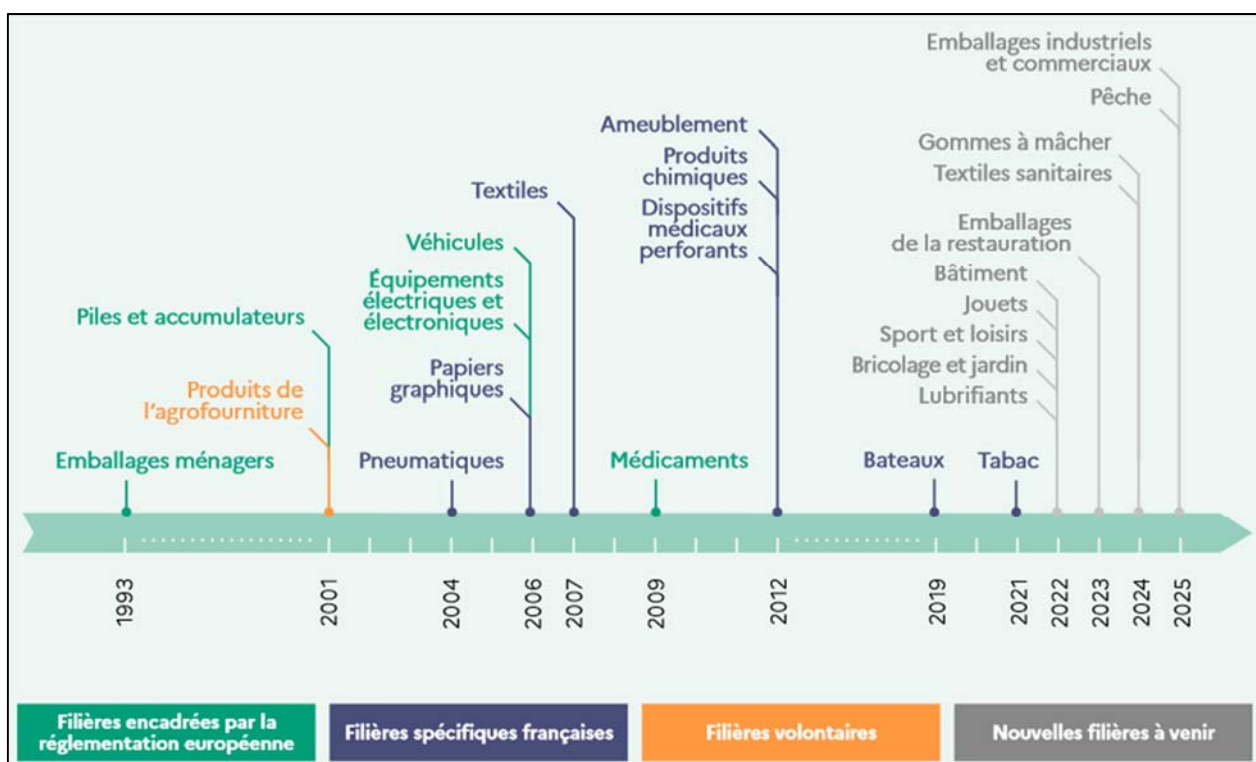 Emballages industriels
et commerciaux
Pêche
Ameublement
Produits
chimiques
Dispositifs
médicaux
perforants
Gommes à mâcher
Textiles sanitaires
Textiles
Emballages
de la restauration
Véhicules
Équipements
électriques et
électroniques
Bâtiment
Jouets
Sport et loisirs
Bricolage et jardin
Lubrifiants
Piles et accumulateurs
Papiers
graphiques
Produits de
l'agrofourniture
Emballages ménagers
Pneumatiques
Médicaments
Bateaux
Tabac
1993
2001
2004
2006
2007
2009
2012
2019
2021
2022
2023
2024
2025
Filières encadrées par la
réglementation européenne
Filières spécifiques françaises
Filières volontaires
Nouvelles filières à venir